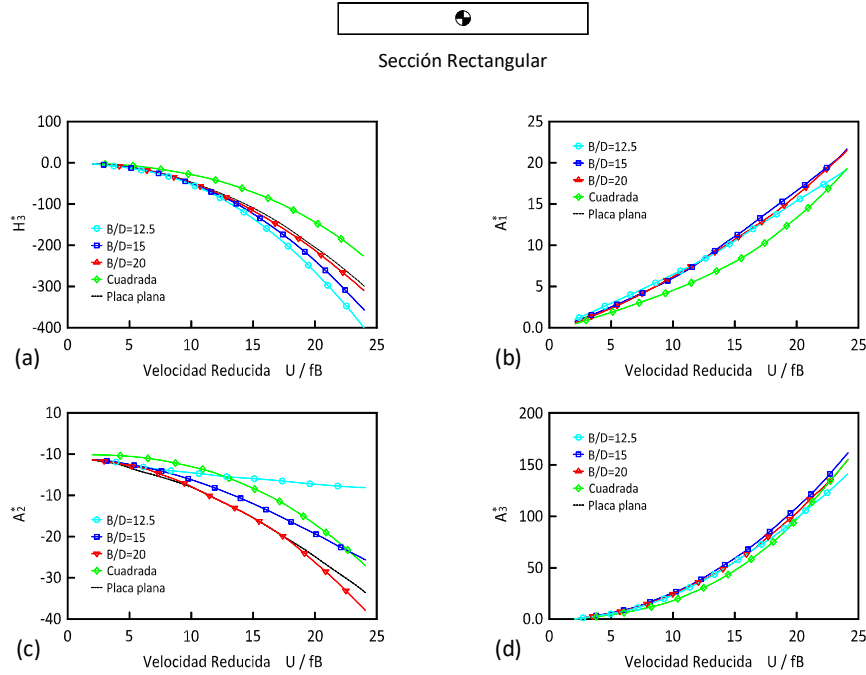 Sección Rectangular
100
0.0
-100
-200
-300
-400
H*3
B/D=12.5
B/D=15
B/D=20
Cuadrada
Placa plana
0 5 10 15 20 25
(a)
Velocidad Reducida U / fB
25
20
15
10
5
0.0
A*1
B/D=12.5
B/D=15
B/D=20
Cuadrada
Placa plana
0 5 10 15 20 25
(b)
Velocidad Reducida U / fB
10
-10
-10
-20
-30
-40
A*2
B/D=12.5
B/D=15
B/D=20
Cuadrada
Placa plana
0 5 10 15 20 25
(c)
Velocidad Reducida U / fB
200
150
100
50
0.0
A*3
B/D=12.5
B/D=15
B/D=20
Cuadrada
Placa plana
0 5 10 15 20 25
(d)
Velocidad Reducida U / fB